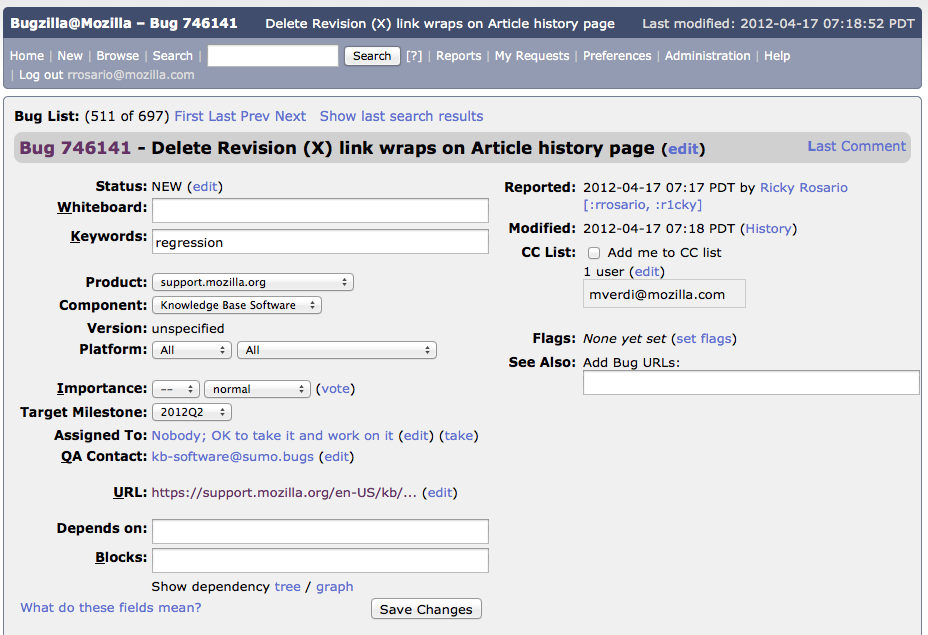 Bugzilla@Mozilla – Bug 746141 Delete Revision (X) link wraps on Article history page Last modified: 2012-04-17 07:18:52 PDT
Home | New | Browse | Search | Search [?] | Reports | My Requests | Preferences | Administration | Help
| Log out rrosario@mozilla.com
Bug List: (511 of 697) First Last Prev Next Show last search results
Bug 746141 - Delete Revision (X) link wraps on Article history page (edit) Last Comment
Status: NEW (edit)
Whiteboard:
Keywords: regression
Product: support.mozilla.org
Component: Knowledge Base Software
Version: unspecified
Platform: All All
Importance: -- normal (vote)
Target Milestone: 2012Q2
Assigned To: Nobody; OK to take it and work on it (edit) (take)
QA Contact: kb-software@sumo.bugs (edit)
URL: https://support.mozilla.org/en-US/kb/... (edit)
Depends on:
Blocks:
Show dependency tree / graph
What do these fields mean? Save Changes
Reported: 2012-04-17 07:17 PDT by Ricky Rosario
[:rrosario, :r1cky]
Modified: 2012-04-17 07:18 PDT (History)
CC List: Add me to CC list
1 user (edit)
mverdi@mozilla.com
Flags: None yet set (set flags)
See Also: Add Bug URLs: